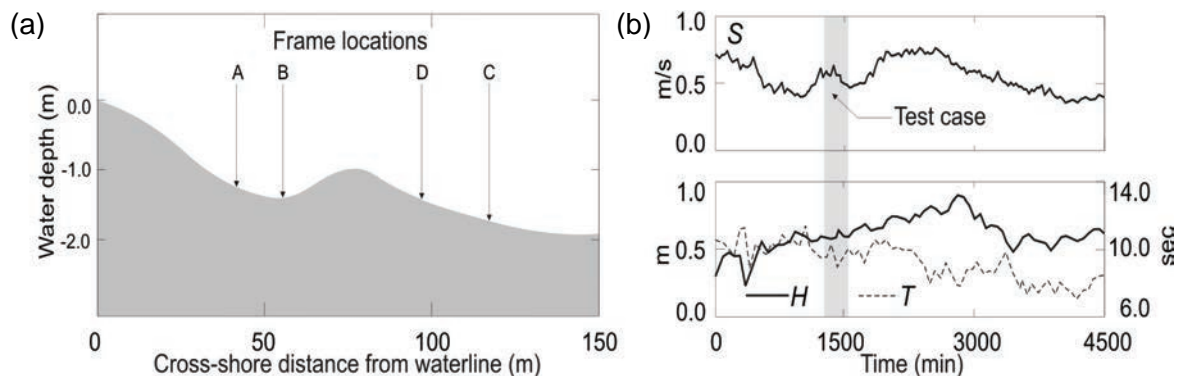 (a)
Frame locations
A B D C
0.0
-1.0
-2.0
Water depth (m)
0 50 100 150
Cross-shore distance from waterline (m)
(b)
1.0
0.5
0.0
m/s
S
Test case
1.0
0.5
0.0
m
14.0
10.0
6.0
sec
H T
0 1500 3000 4500
Time (min)